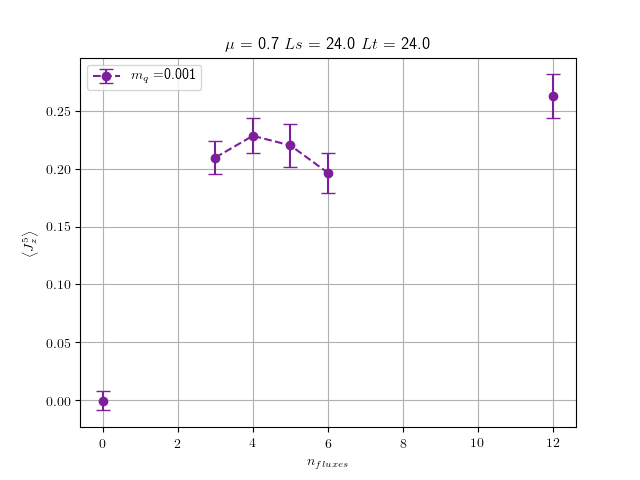 μ = 0.7 Ls = 24.0 Lt = 24.0
m_q =0.001
0.25
0.20
0.15
0.10
0.05
0.00
⟨J_z^5⟩
0 2 4 6 8 10 12
n_fluxes